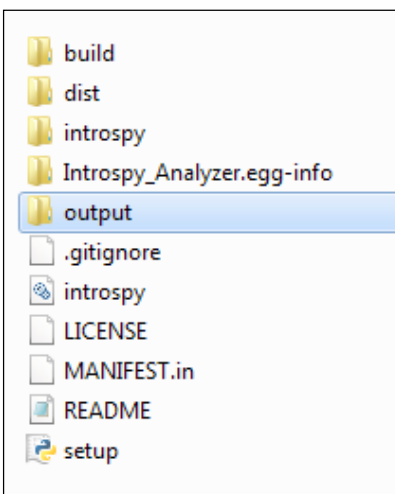 build
dist
introspy
Introspy_Analyzer.egg-info
output
.gitignore
introspy
LICENSE
MANIFEST.in
README
setup